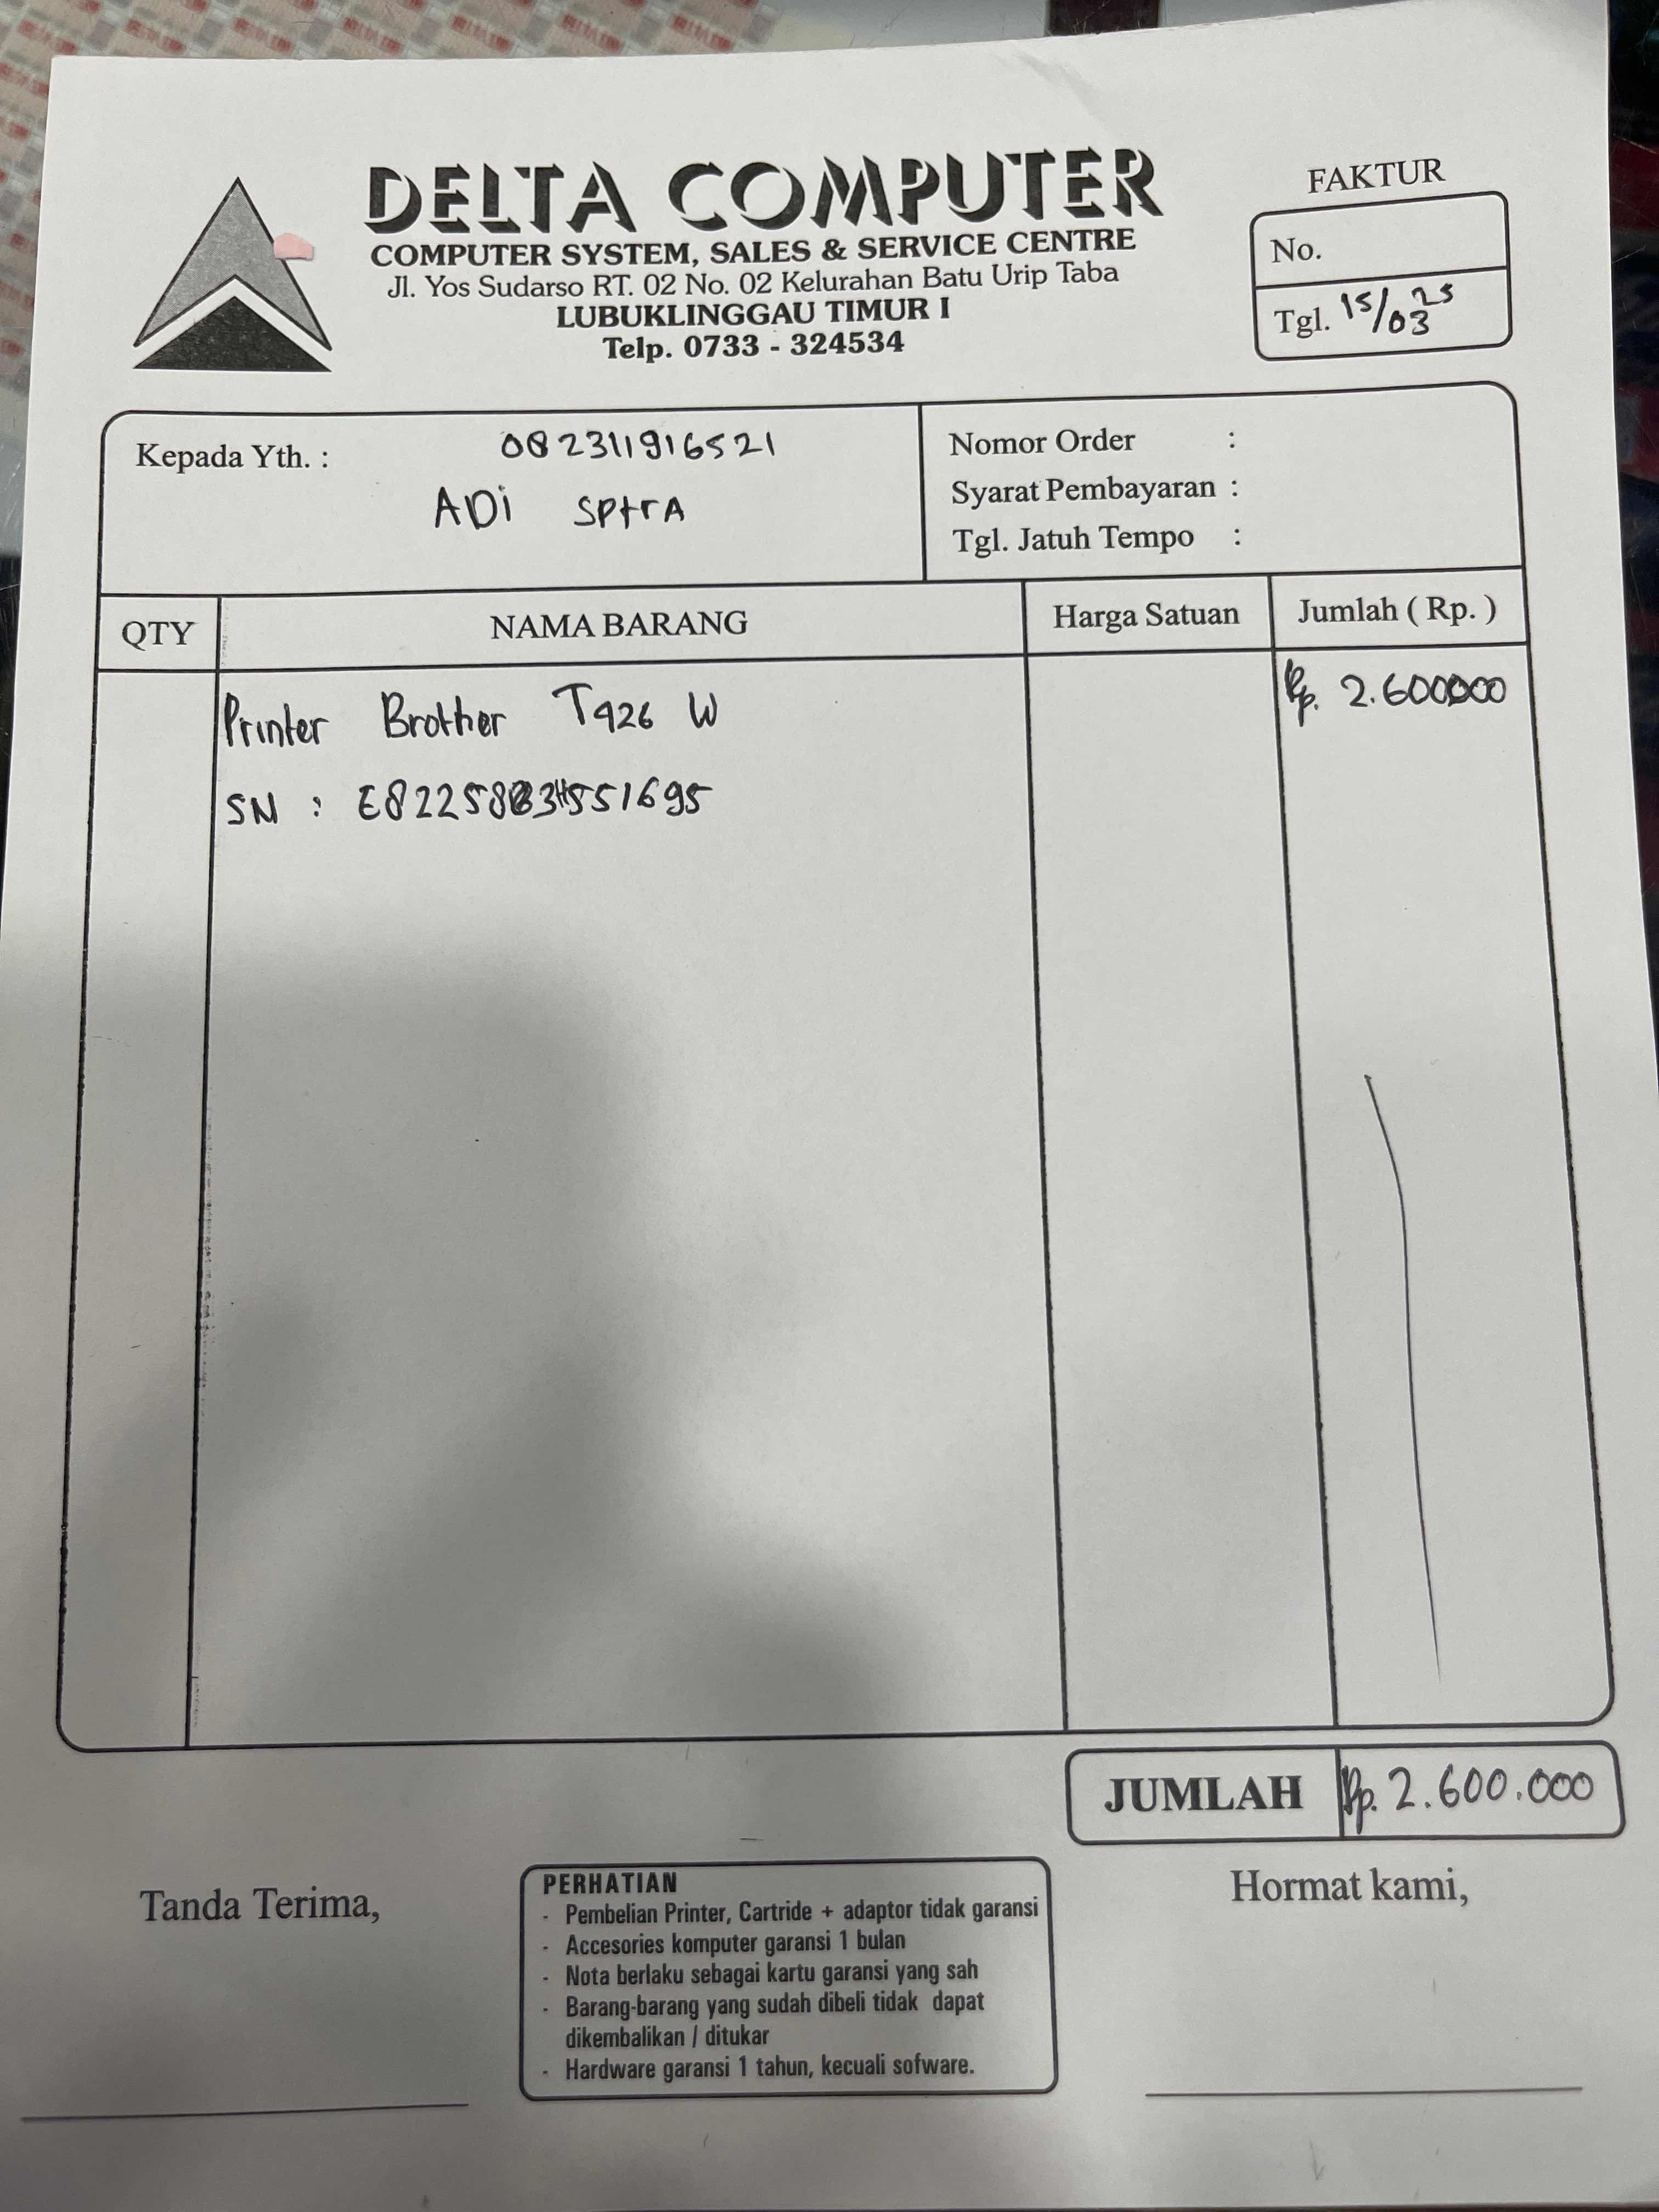 DELTA COMPUTER
COMPUTER SYSTEM, SALES & SERVICE CENTRE
Jl. Yos Sudarso RT. 02 No. 02 Kelurahan Batu Urip Taba
LUBUKLINGGAU TIMUR I
Telp. 0733 - 324534
FAKTUR
No.
Tgl. 15/03 25
Kepada Yth. : 082311916521
ADi SPtrA
Nomor Order :
Syarat Pembayaran :
Tgl. Jatuh Tempo :
QTY NAMA BARANG Harga Satuan Jumlah ( Rp. )
Printer Brother T926 W Rp. 2.600000
SN :
JUMLAH Rp. 2.600.000
Tanda Terima,
PERHATIAN
- Pembelian Printer, Cartride + adaptor tidak garansi
- Accesories komputer garansi 1 bulan
- Nota berlaku sebagai kartu garansi yang sah
- Barang-barang yang sudah dibeli tidak dapat
dikembalikan / ditukar
- Hardware garansi 1 tahun, kecuali sofware.
Hormat kami,